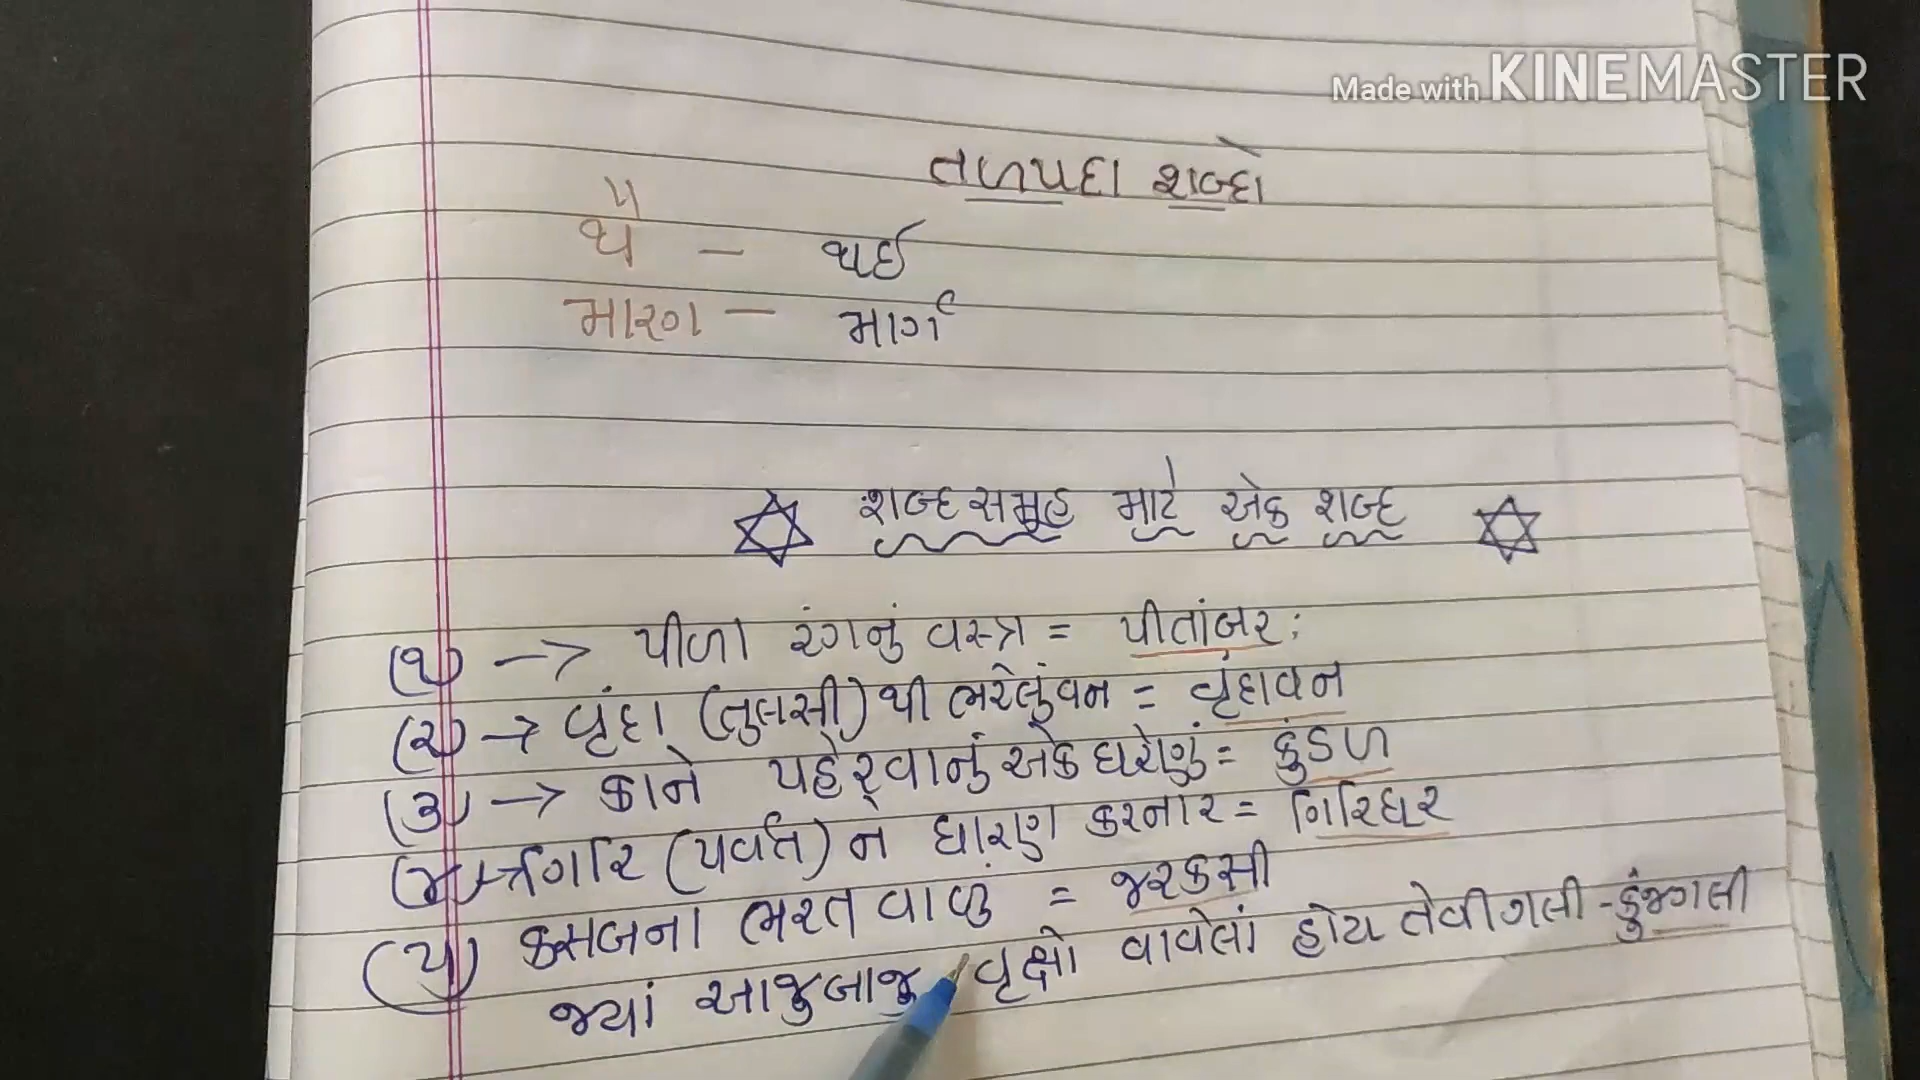 Made with KINEMASTER
તળપદા શબ્દો
થૈ - થઈ
મારગ - માર્ગ
શબ્દસમૂહ માટે એક શબ્દ
(૧) → પીળા રંગનું વસ્ત્ર = પીતાંબર:
(૨) → વૃંદા (તુલસી) થી ભરેલું વન = વૃંદાવન
(૩) → કાને પહેરવાનું એક ઘરેણું = કુંડળ
(૪) → ગિરિ (પર્વત) ને ધારણ કરનાર = ગિરિધર
(૫) કસબના ભરત વાળું = જરકસી
જ્યાં આજુબાજુ વૃક્ષો વાવેલાં હોય તેવી ગલી - કુંજગલી